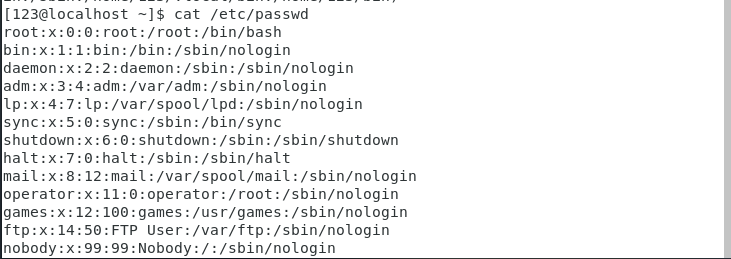 [123@localhost ~]$ cat /etc/passwd
root:x:0:0:root:/root:/bin/bash
bin:x:1:1:bin:/bin:/sbin/nologin
daemon:x:2:2:daemon:/sbin:/sbin/nologin
adm:x:3:4:adm:/var/adm:/sbin/nologin
lp:x:4:7:lp:/var/spool/lpd:/sbin/nologin
sync:x:5:0:sync:/sbin:/bin/sync
shutdown:x:6:0:shutdown:/sbin:/sbin/shutdown
halt:x:7:0:halt:/sbin:/sbin/halt
mail:x:8:12:mail:/var/spool/mail:/sbin/nologin
operator:x:11:0:operator:/root:/sbin/nologin
games:x:12:100:games:/usr/games:/sbin/nologin
ftp:x:14:50:FTP User:/var/ftp:/sbin/nologin
nobody:x:99:99:Nobody:/:/sbin/nologin